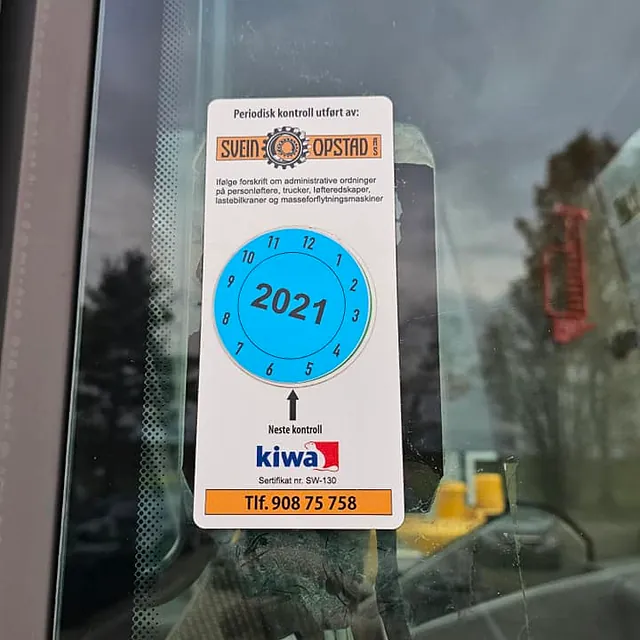 Periodisk kontroll utført av:
SVEIN OPSTAD AS
Ifølge forskrift om administrative ordninger
på personløftere, trucker, løfteredskaper,
lastebilkraner og masseforflytningsmaskiner
11 12
10 1
9 2
2021
8 3
7 4
6 5
Neste kontroll
kiwa
Sertifikat nr. SW-130
Tlf. 908 75 758